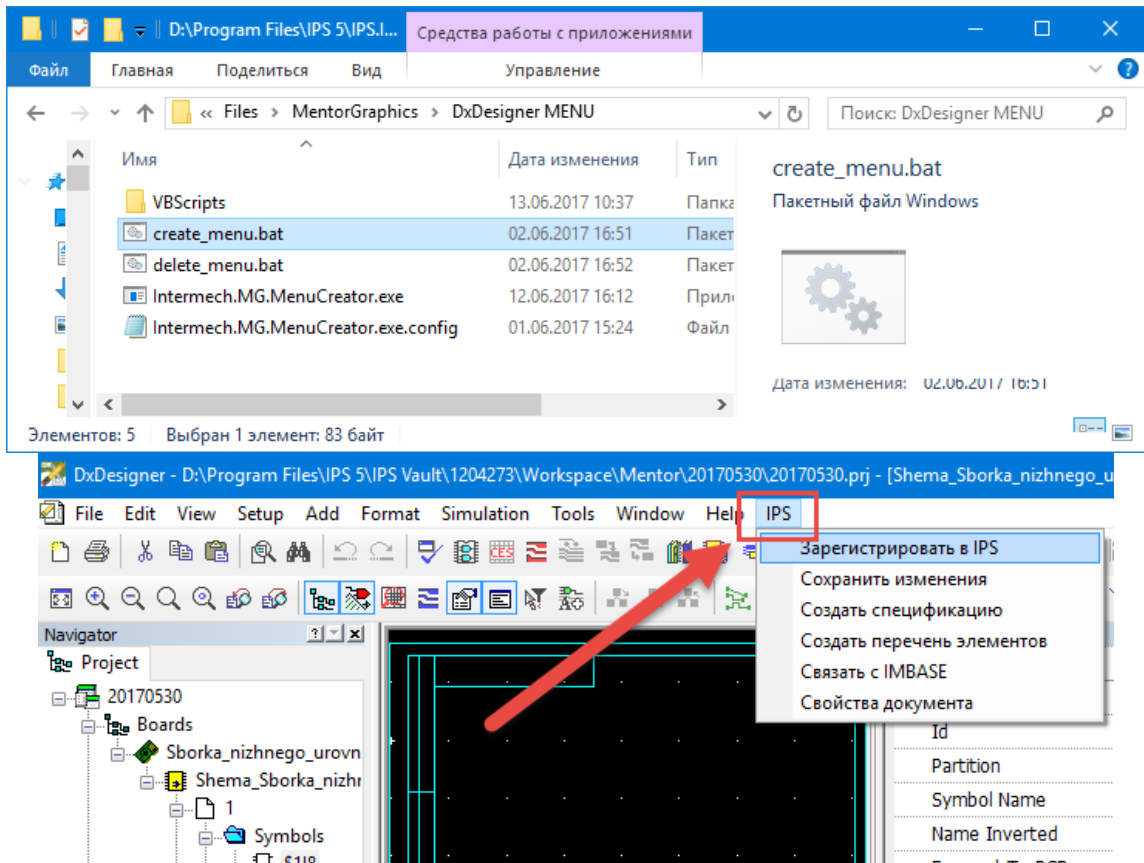 D:\Program Files\IPS 5\IPS.I...
Средства работы с приложениями
Файл Главная Поделиться Вид Управление
« Files > MentorGraphics > DxDesigner MENU
Поиск: DxDesigner MENU
Имя Дата изменения Тип
VBScripts 13.06.2017 10:37 Папка
create_menu.bat 02.06.2017 16:51 Пакет
delete_menu.bat 02.06.2017 16:52 Пакет
Intermech.MG.MenuCreator.exe 12.06.2017 16:12 Прил
Intermech.MG.MenuCreator.exe.config 01.06.2017 15:24 Файл
create_menu.bat
Пакетный файл Windows
Дата изменения: 02.06.2017 16:51
Элементов: 5 Выбран 1 элемент: 83 байт
DxDesigner - D:\Program Files\IPS 5\IPS Vault\1204273\Workspace\Mentor\20170530\20170530.prj - [Shema_Sborka_nizhnego_u
File Edit View Setup Add Format Simulation Tools Window Help IPS
Зарегистрировать в IPS
Сохранить изменения
Создать спецификацию
Создать перечень элементов
Связать с IMBASE
Свойства документа
Navigator
Project
20170530
Boards
Sborka_nizhnego_urovn
Shema_Sborka_nizhr
1
Symbols
$1I8
Id
Partition
Symbol Name
Name Inverted